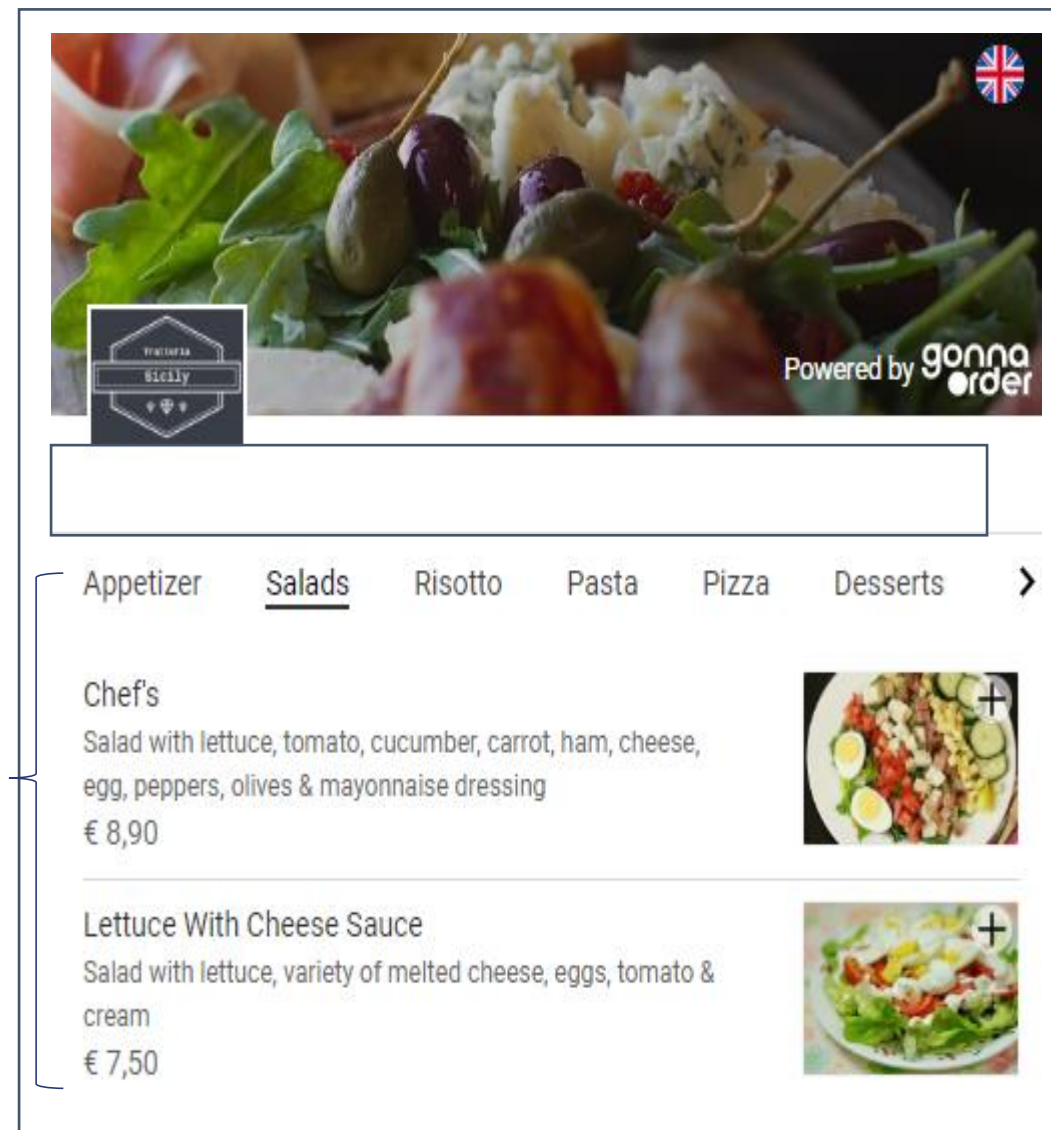 Powered by gonna order
Trattoria
Sicily
Appetizer Salads Risotto Pasta Pizza Desserts
Chef's
Salad with lettuce, tomato, cucumber, carrot, ham, cheese,
egg, peppers, olives & mayonnaise dressing
€ 8,90
Lettuce With Cheese Sauce
Salad with lettuce, variety of melted cheese, eggs, tomato &
cream
€ 7,50